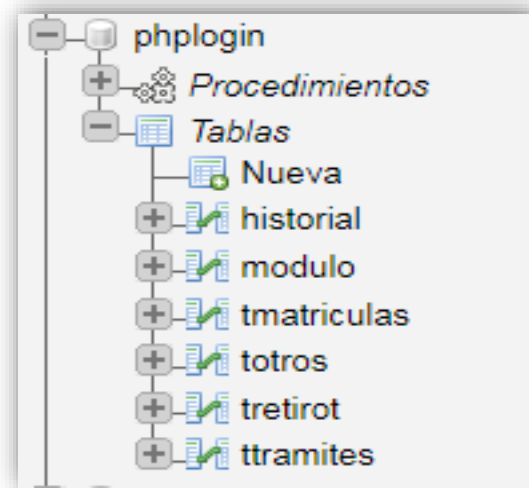 phplogin
Procedimientos
Tablas
Nueva
historial
modulo
tmatriculas
totros
tretirot
ttramites